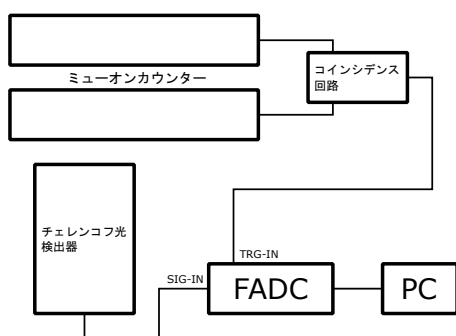 ミューオンカウンター
コインシデンス
回路
チェレンコフ光
検出器
TRG-IN
SIG-IN
FADC
PC